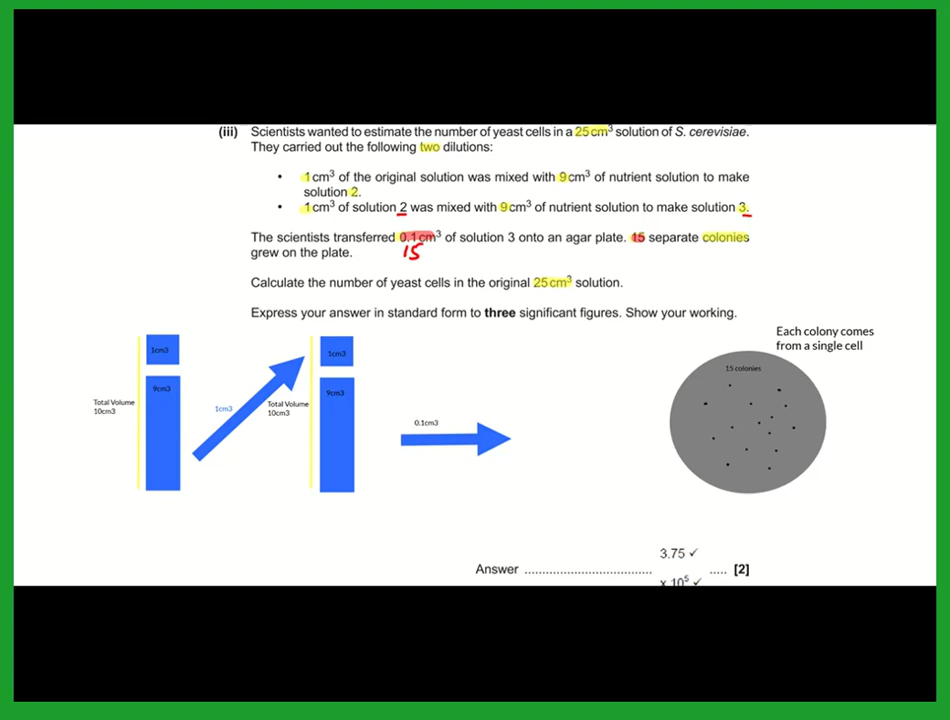 (iii) Scientists wanted to estimate the number of yeast cells in a 25 cm³ solution of S. cerevisiae.
They carried out the following two dilutions:
• 1 cm³ of the original solution was mixed with 9 cm³ of nutrient solution to make
solution 2.
• 1 cm³ of solution 2 was mixed with 9 cm³ of nutrient solution to make solution 3.
The scientists transferred 0.1 cm³ of solution 3 onto an agar plate. 15 separate colonies
grew on the plate.
15
Calculate the number of yeast cells in the original 25 cm³ solution.
Express your answer in standard form to three significant figures. Show your working.
Each colony comes
from a single cell
1cm3
9cm3
Total Volume
10cm3
1cm3
1cm3
9cm3
Total Volume
10cm3
0.1cm3
15 colonies
3.75 ✓
Answer ........................................ ..... [2]
x 10⁵ ✓